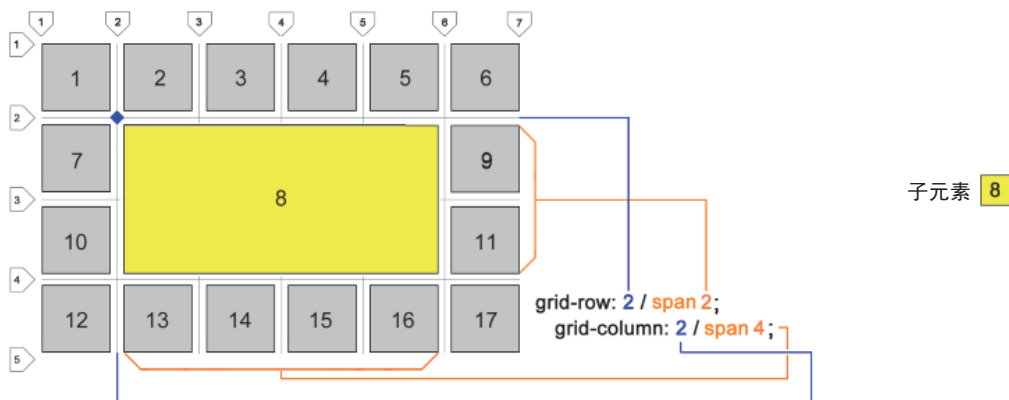 1 2 3 4 5 6 7
1
1 2 3 4 5 6
2
7 8 9
子元素 8
3
10 11
4
grid-row: 2 / span 2;
12 13 14 15 16 17
grid-column: 2 / span 4;
5